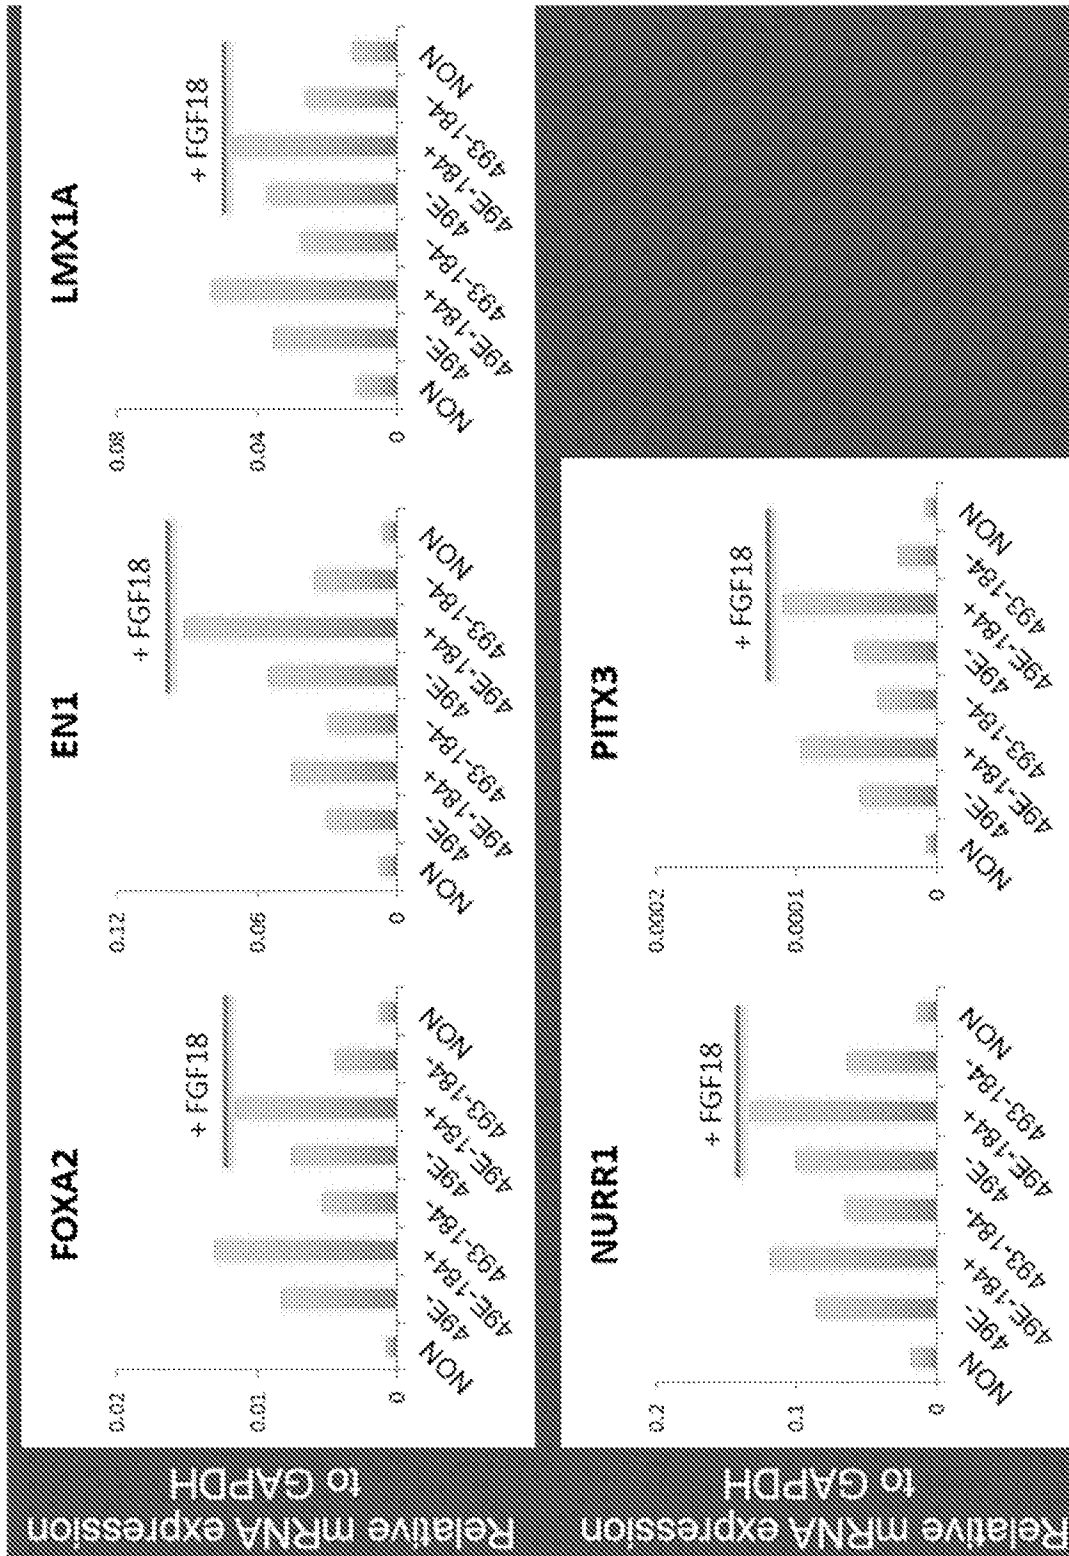 Relative mRNA expression
to GAPDH
FOXA2
+ FGF18
0.02
0.01
0
NON
49E-
49E-184+
493-184-
49E-
49E-184+
493-184-
NON
EN1
+ FGF18
0.12
0.06
0
NON
49E-
49E-184+
493-184-
49E-
49E-184+
493-184-
NON
LMX1A
+ FGF18
0.08
0.04
0
NON
49E-
49E-184+
493-184-
49E-
49E-184+
493-184-
NON
Relative mRNA expression
to GAPDH
NURR1
+ FGF18
0.2
0.1
0
NON
49E-
49E-184+
493-184-
49E-
49E-184+
493-184-
NON
PITX3
+ FGF18
0.0002
0.0001
0
NON
49E-
49E-184+
493-184-
49E-
49E-184+
493-184-
NON